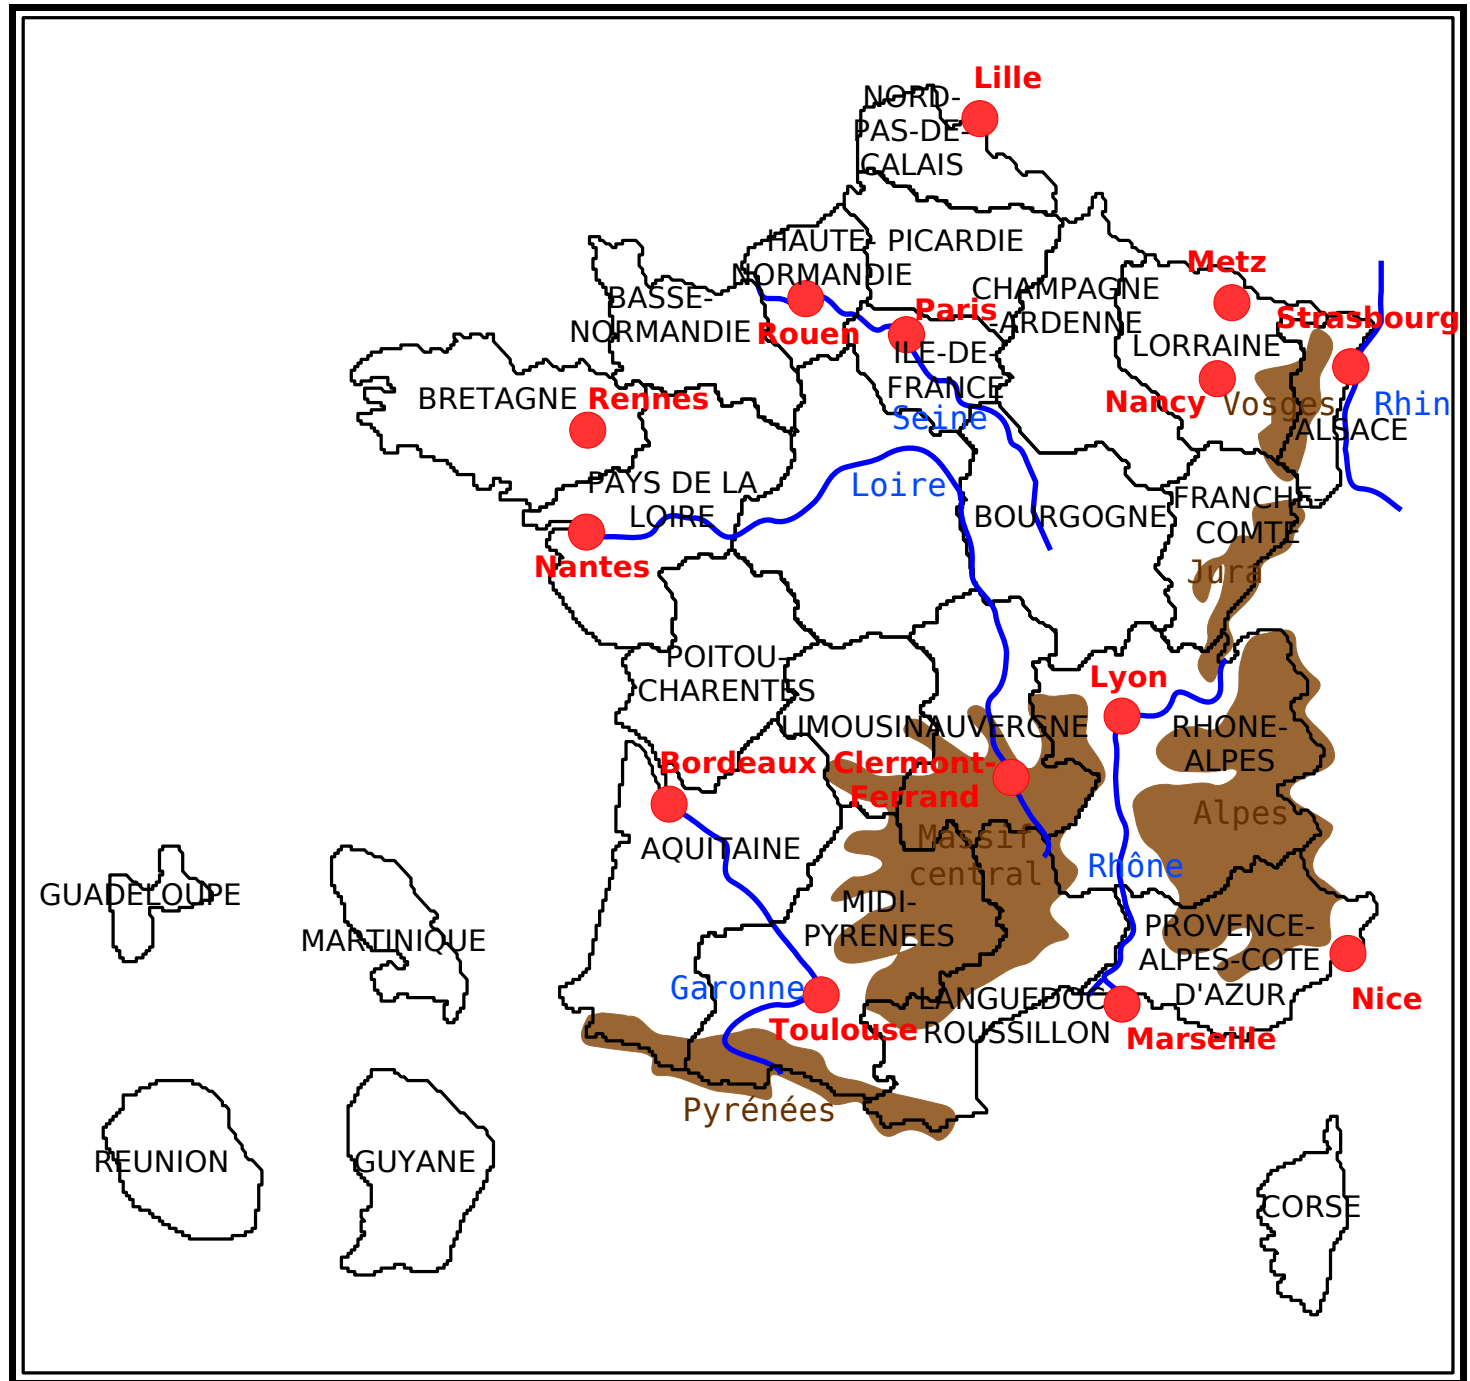 Lille
NORD-
PAS-DE-
CALAIS
HAUTE-
NORMANDIE
PICARDIE
Metz
CHAMPAGNE
-ARDENNE
BASSE-
NORMANDIE
Rouen
Paris
Strasbourg
LORRAINE
ILE-DE-
FRANCE
BRETAGNE
Rennes
Seine
Nancy
Vosges
Rhin
ALSACE
PAYS DE LA
LOIRE
Loire
BOURGOGNE
FRANCHE-
COMTE
Nantes
Jura
POITOU-
CHARENTES
Lyon
LIMOUSIN
AUVERGNE
RHONE-
ALPES
Bordeaux
Clermont-
Ferrand
Alpes
AQUITAINE
Massif
central
Rhône
GUADELOUPE
MARTINIQUE
MIDI-
PYRENEES
PROVENCE-
ALPES-COTE
D'AZUR
Garonne
LANGUEDOC
ROUSSILLON
Nice
Toulouse
Marseille
Pyrénées
REUNION
GUYANE
CORSE